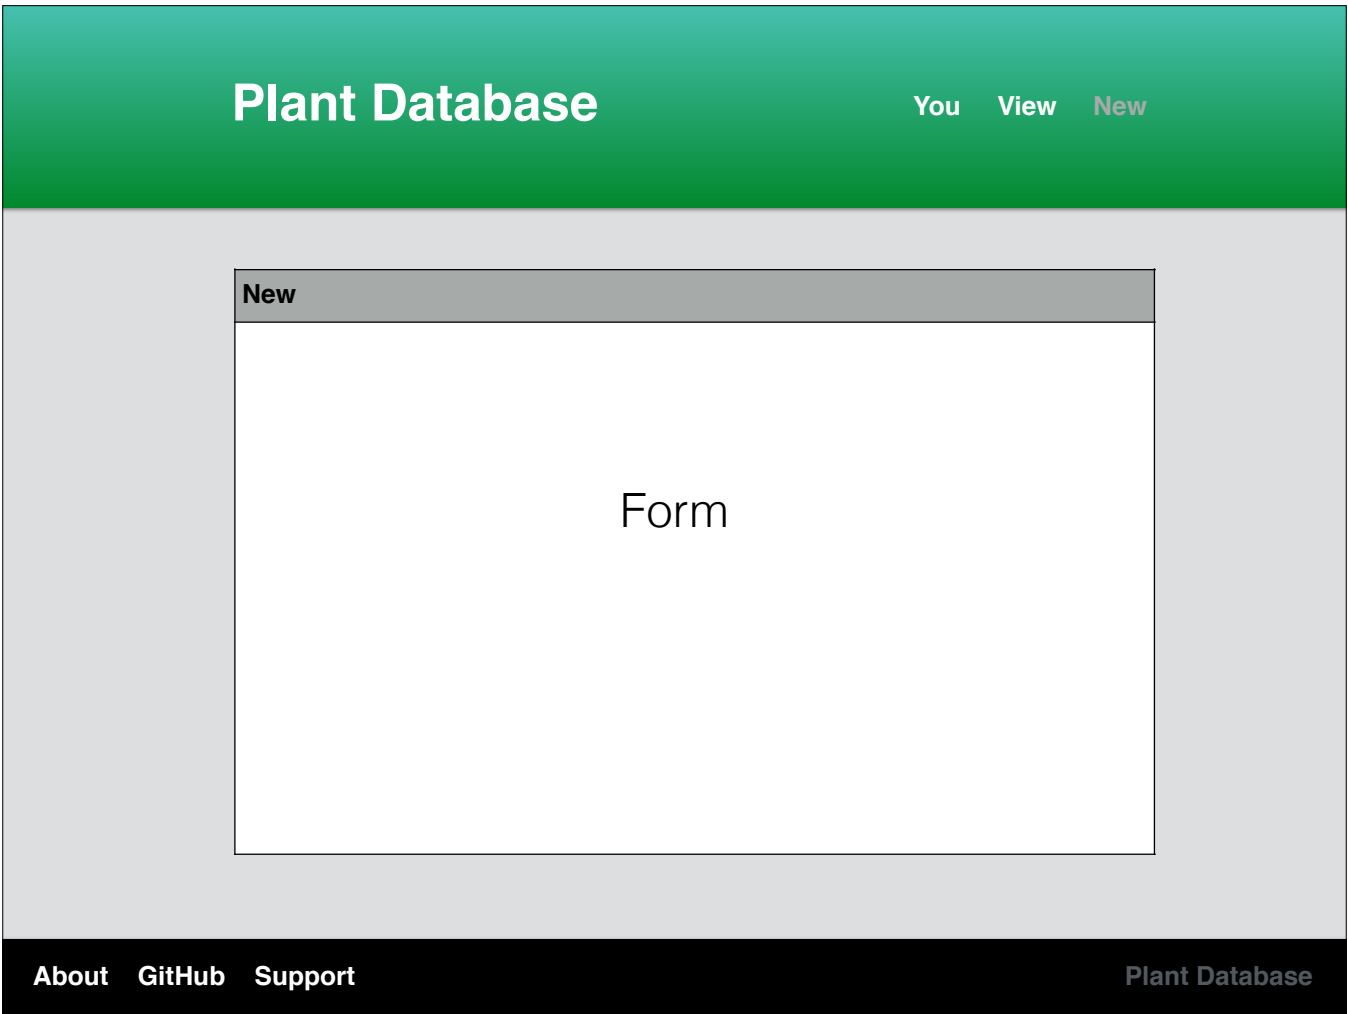 Plant Database
You View New
New
Form
About GitHub Support
Plant Database